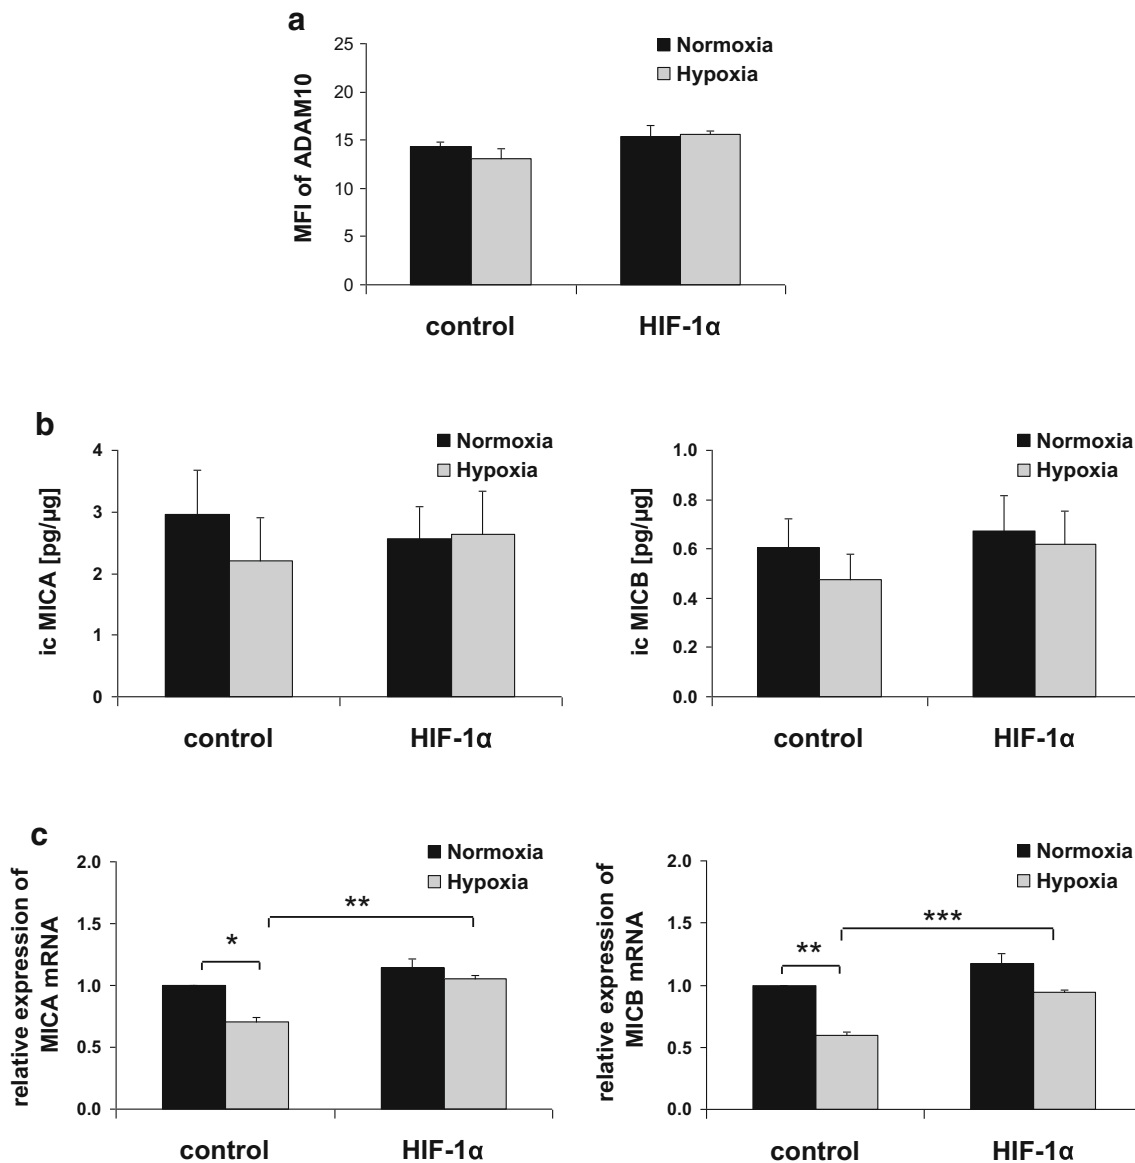 a
Normoxia
Hypoxia
MFI of ADAM10
25
20
15
10
5
0
control HIF-1α
b
Normoxia
Hypoxia
ic MICA [pg/µg]
4
3
2
1
0
control HIF-1α
Normoxia
Hypoxia
ic MICB [pg/µg]
1.0
0.8
0.6
0.4
0.2
0.0
control HIF-1α
c
Normoxia
Hypoxia
relative expression of
MICA mRNA
2.0
1.5
1.0
0.5
0.0
*
**
control HIF-1α
Normoxia
Hypoxia
relative expression of
MICB mRNA
2.0
1.5
1.0
0.5
0.0
**
***
control HIF-1α